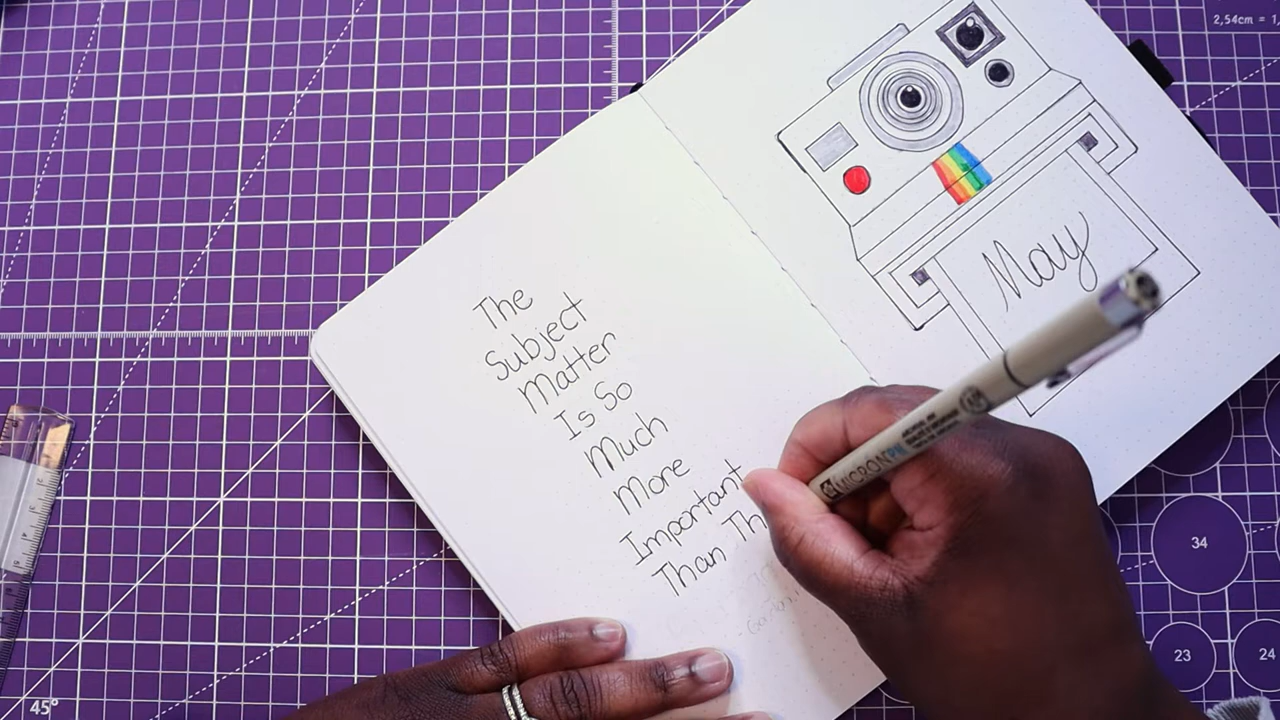 2,54cm = 1,
The
Subject
Matter
Is So
Much
More
Important
Than Th
May
MICRON PN
34
23
24
45°